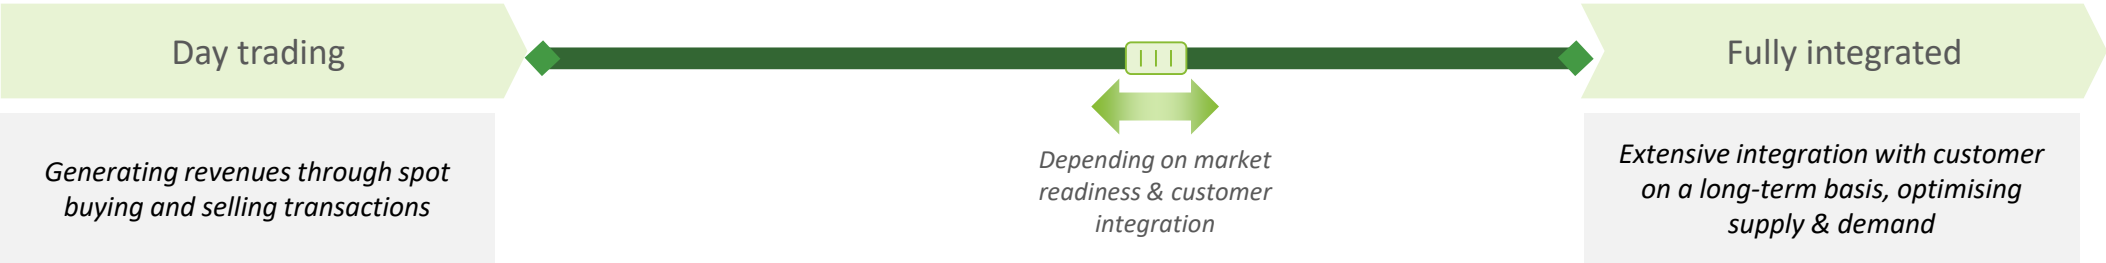 Day trading
Fully integrated
Generating revenues through spot
buying and selling transactions
Depending on market
readiness & customer
integration
Extensive integration with customer
on a long-term basis, optimising
supply & demand